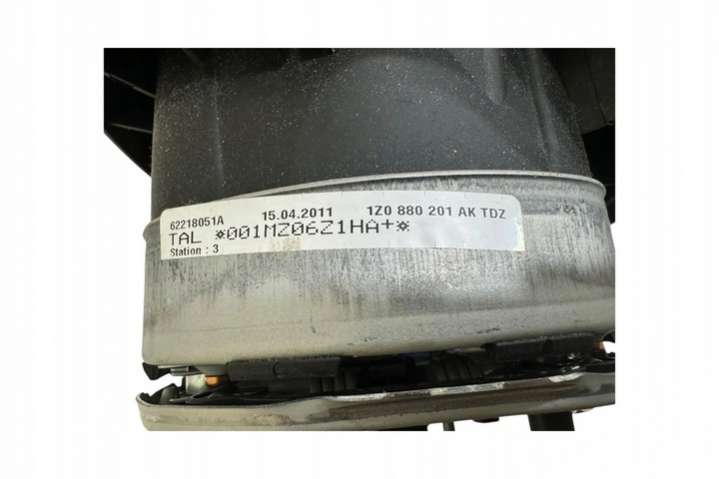 62218051A 15.04.2011 1Z0 880 201 AK TDZ
TAL *001MZ06Z1HA+*
Station : 3